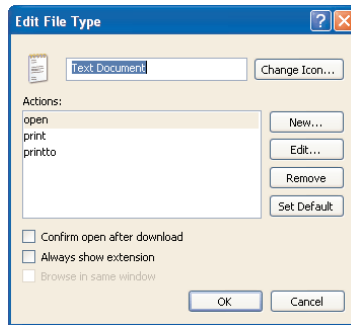 Edit File Type
Text Document
Change Icon...
Actions:
open
print
printto
New...
Edit...
Remove
Set Default
Confirm open after download
Always show extension
Browse in same window
OK
Cancel